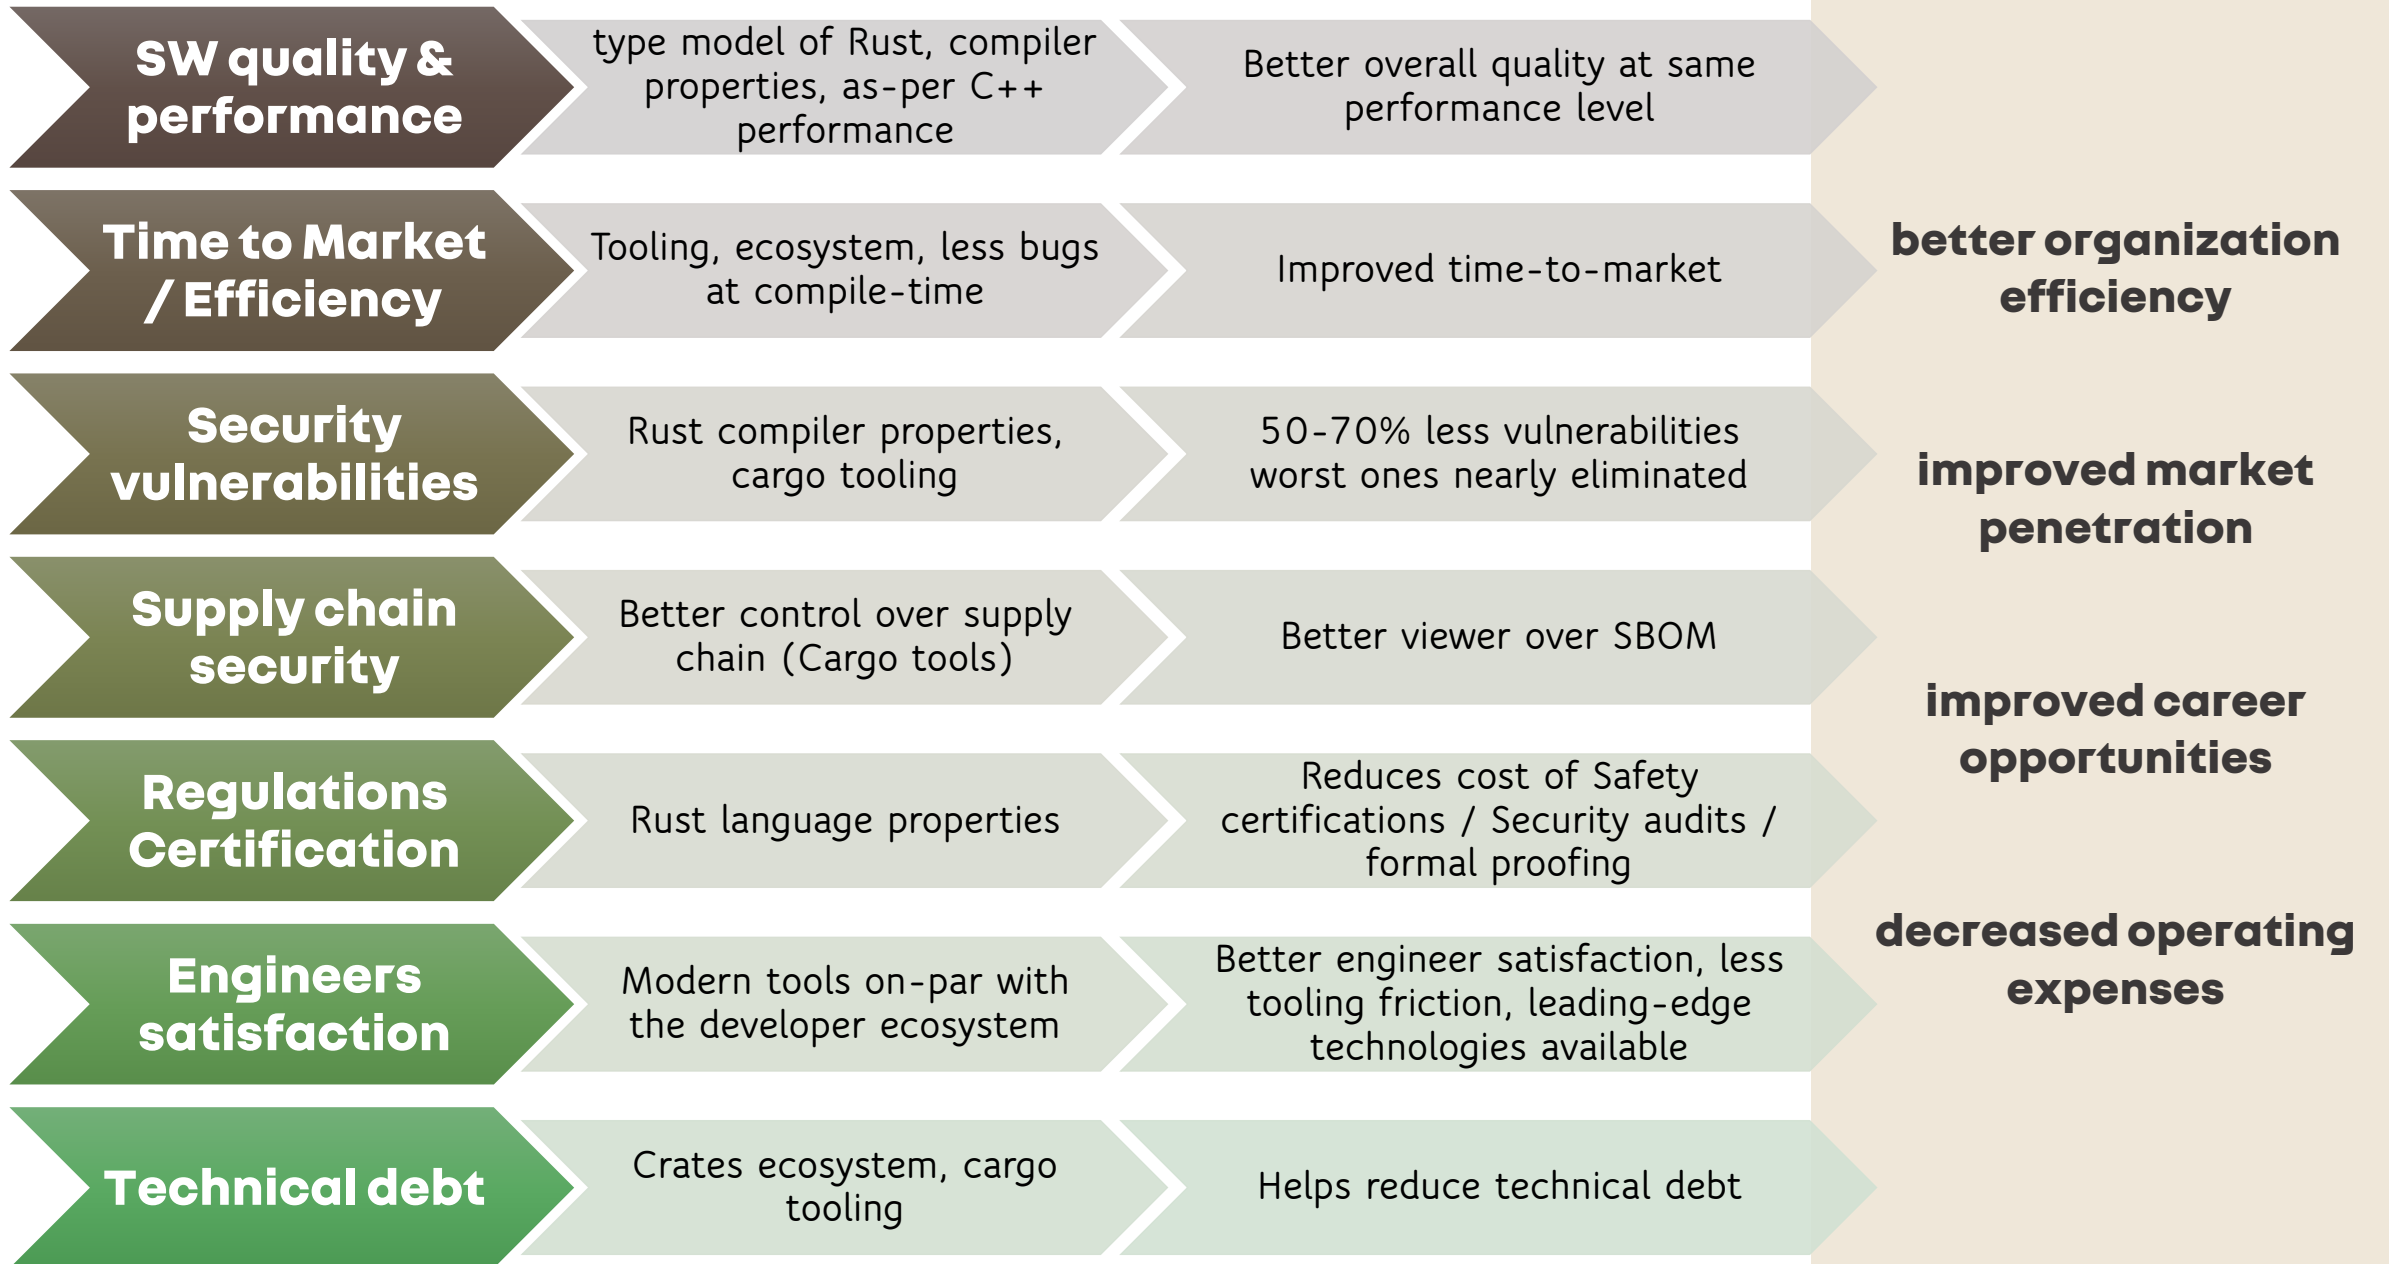 SW quality &
performance
type model of Rust, compiler
properties, as-per C++
performance
Better overall quality at same
performance level
Time to Market
/ Efficiency
Tooling, ecosystem, less bugs
at compile-time
Improved time-to-market
Security
vulnerabilities
Rust compiler properties,
cargo tooling
50-70% less vulnerabilities
worst ones nearly eliminated
Supply chain
security
Better control over supply
chain (Cargo tools)
Better viewer over SBOM
Regulations
Certification
Rust language properties
Reduces cost of Safety
certifications / Security audits /
formal proofing
Engineers
satisfaction
Modern tools on-par with
the developer ecosystem
Better engineer satisfaction, less
tooling friction, leading-edge
technologies available
Technical debt
Crates ecosystem, cargo
tooling
Helps reduce technical debt
better organization
efficiency
improved market
penetration
improved career
opportunities
decreased operating
expenses